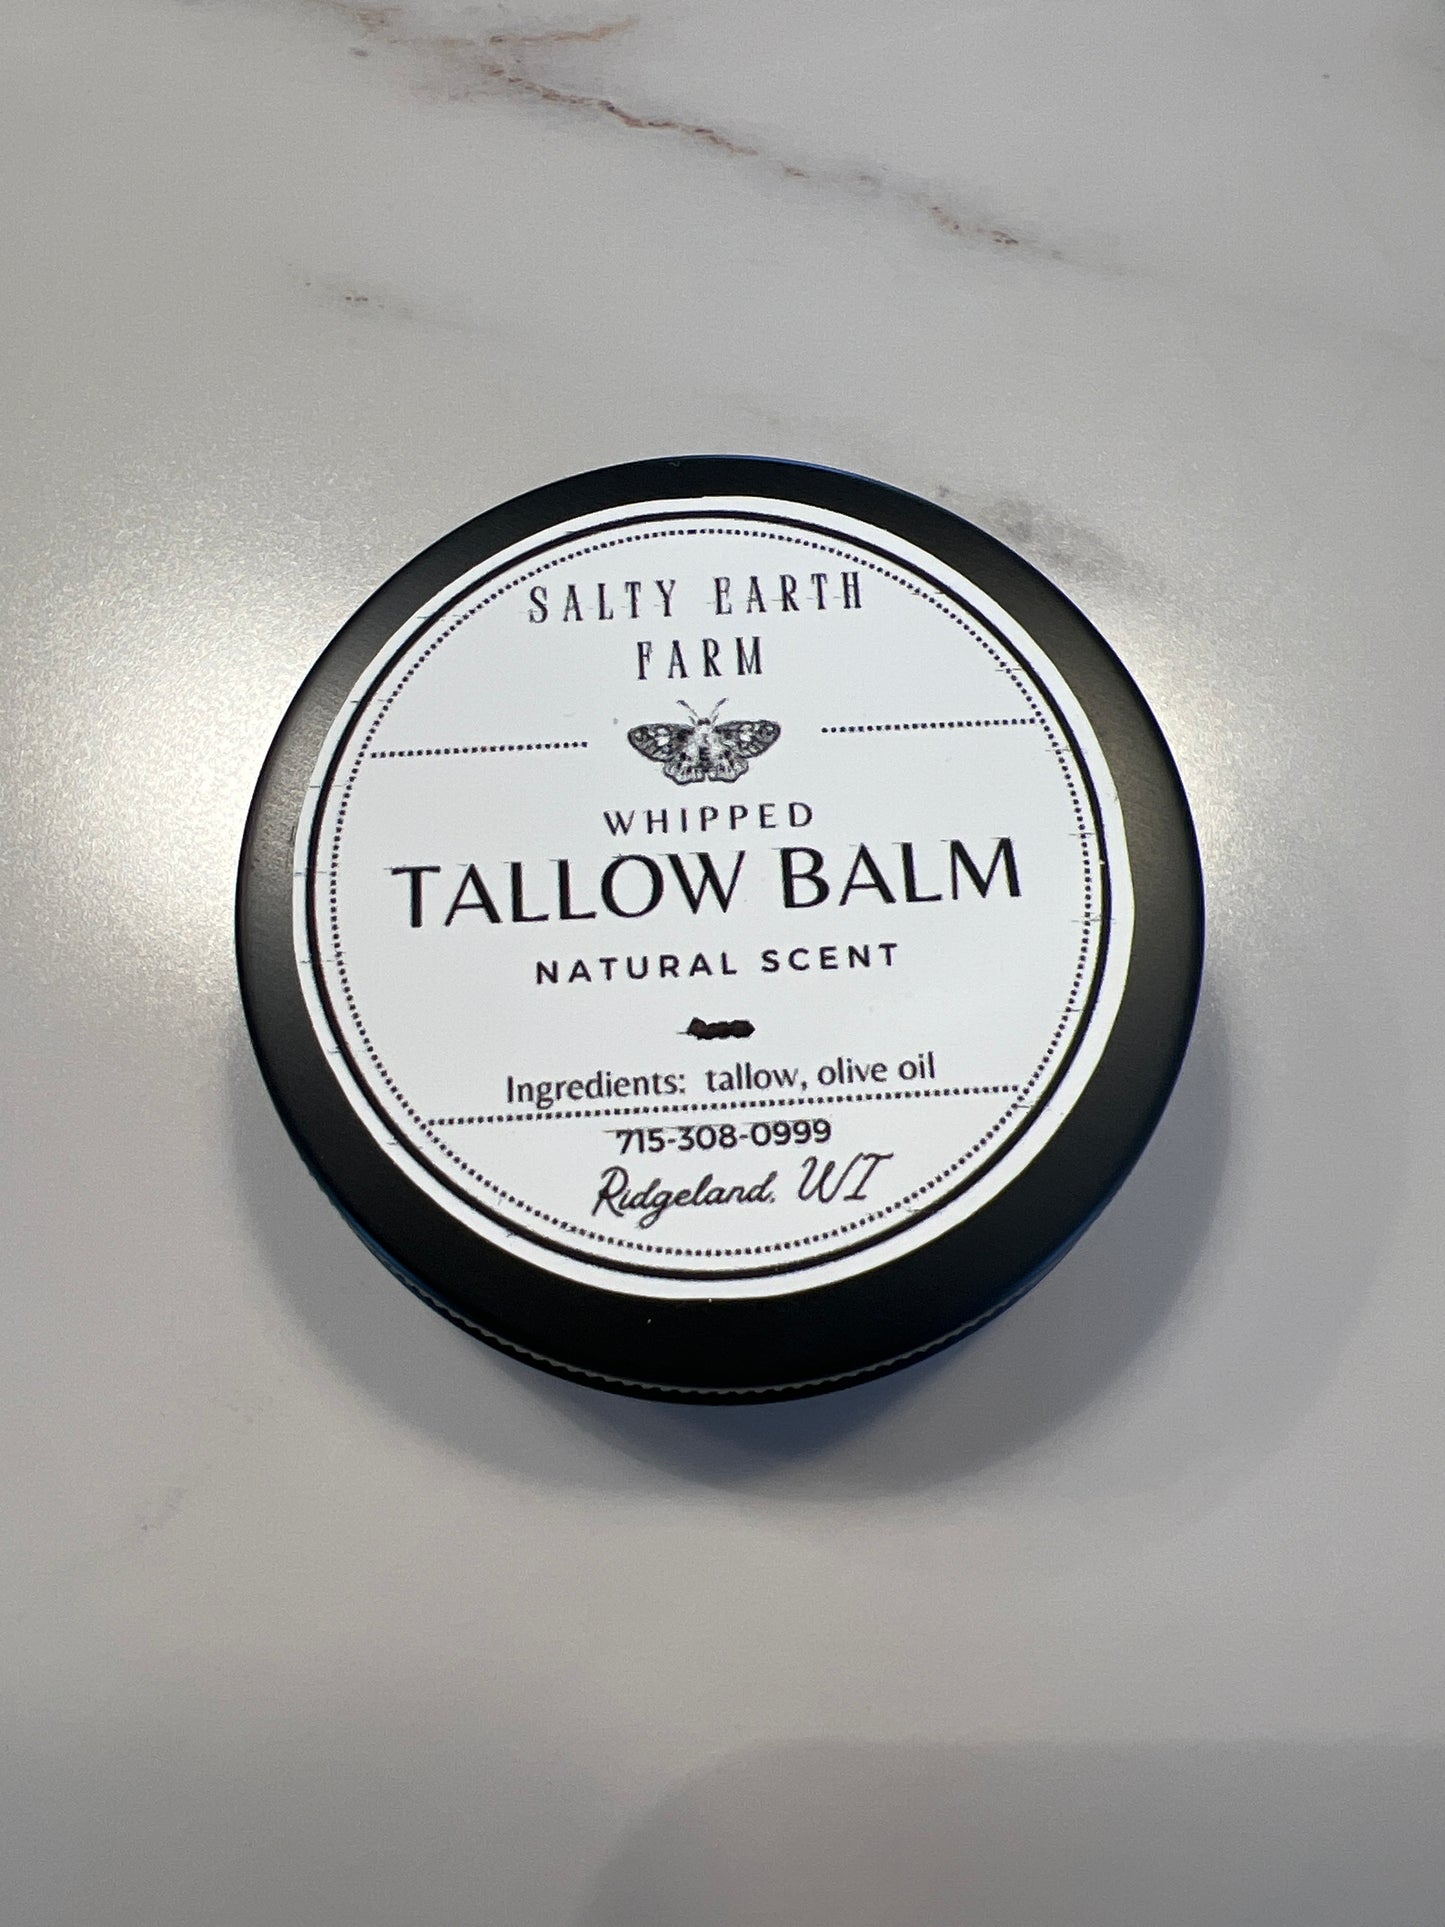 SALTY EARTH
FARM
WHIPPED
TALLOW BALM
NATURAL SCENT
Ingredients: tallow, olive oil
715-308-0999
Ridgeland, WI